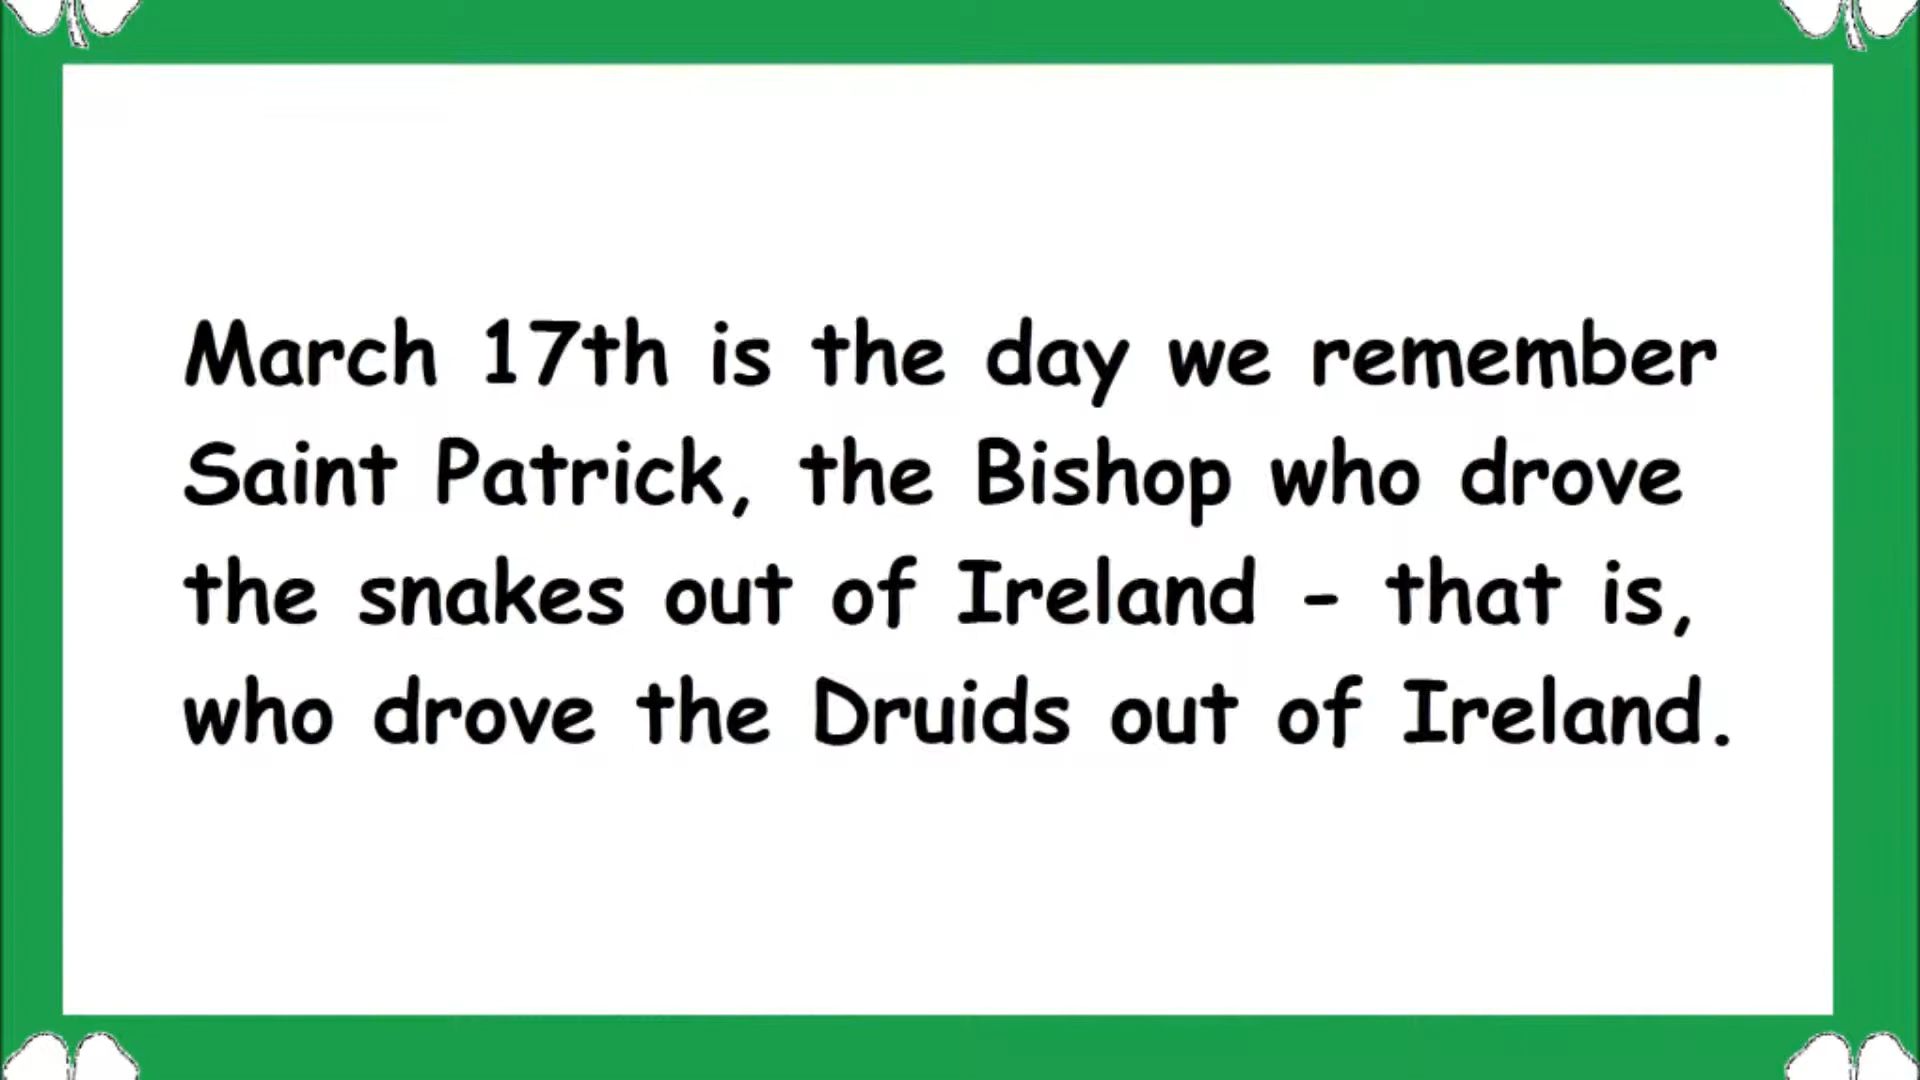 March 17th is the day we remember
Saint Patrick, the Bishop who drove
the snakes out of Ireland - that is,
who drove the Druids out of Ireland.